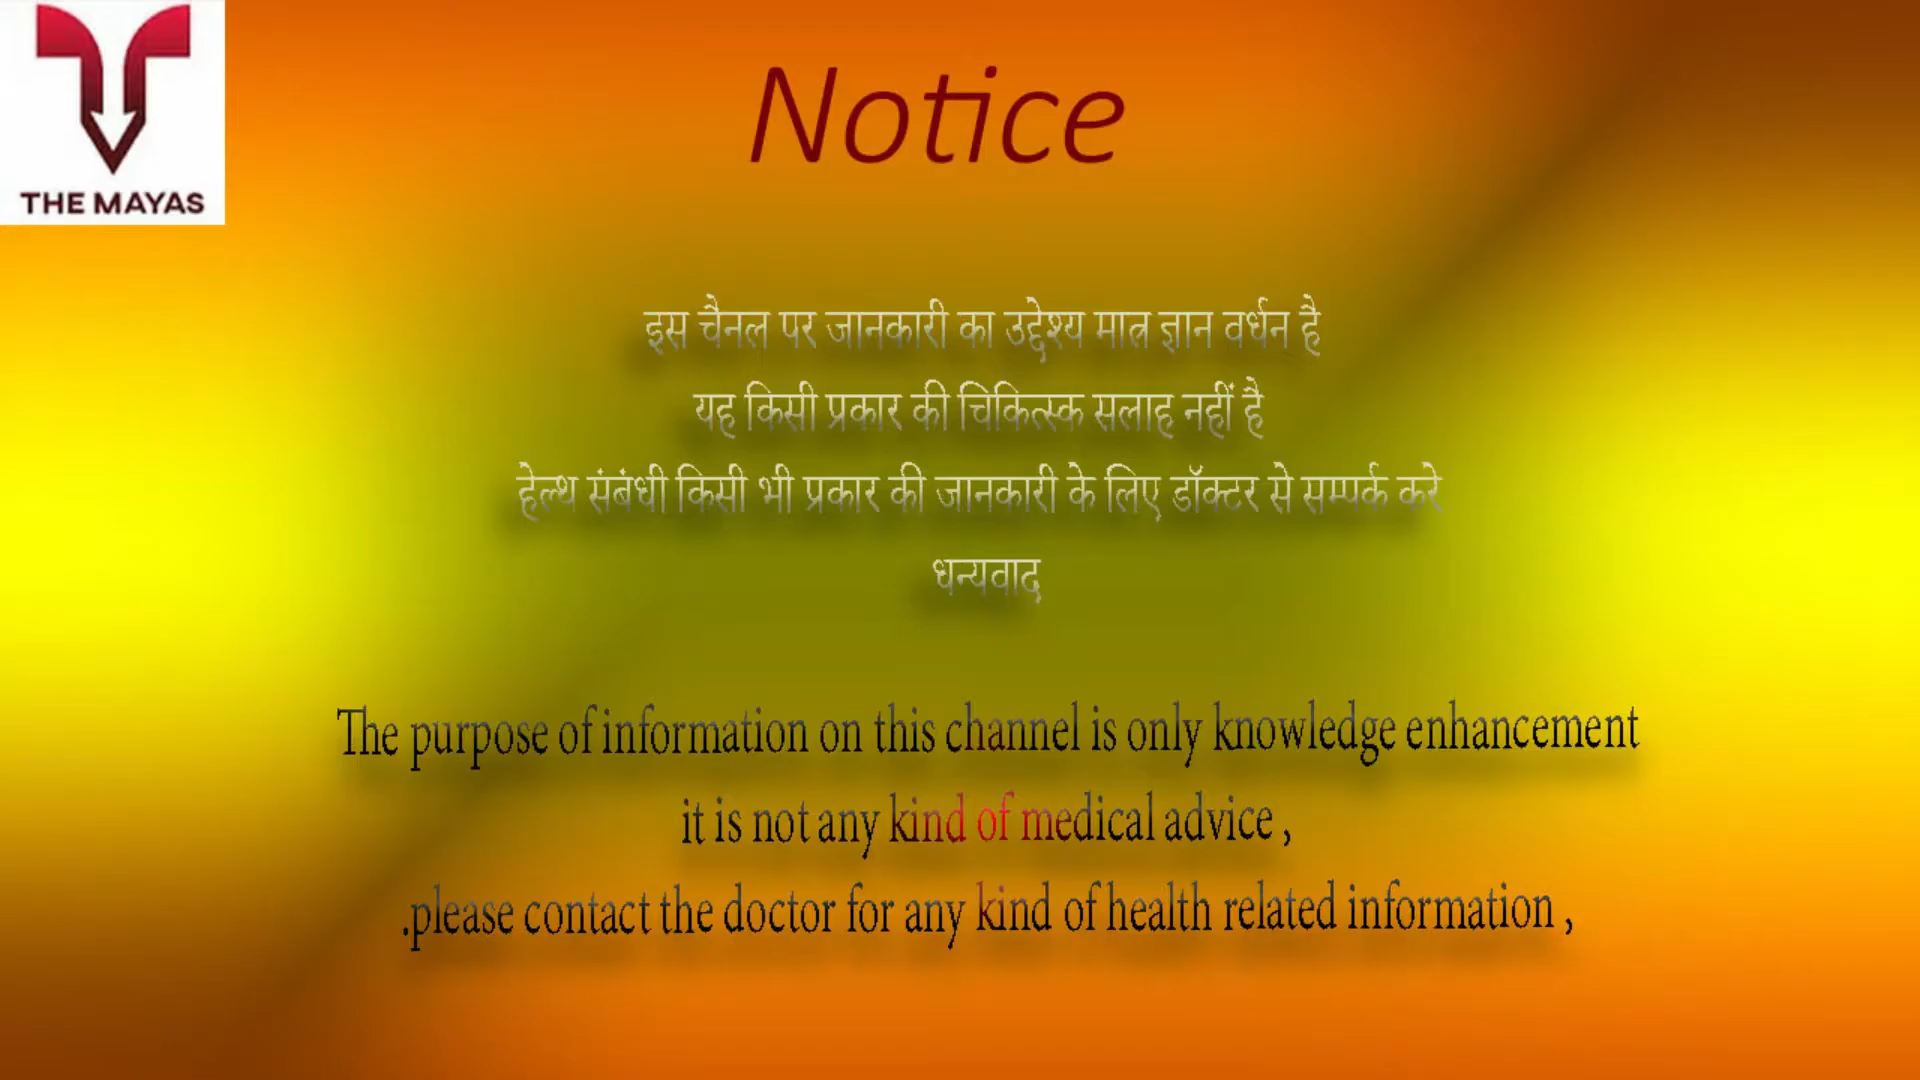 THE MAYAS
Notice
इस चैनल पर जानकारी का उद्देश्य मात्र ज्ञान वर्धन है
यह किसी प्रकार की चिकित्स्क सलाह नहीं है
हेल्थ संबंधी किसी भी प्रकार की जानकारी के लिए डॉक्टर से सम्पर्क करे
धन्यवाद
The purpose of information on this channel is only knowledge enhancement
it is not any kind of medical advice ,
.please contact the doctor for any kind of health related information ,